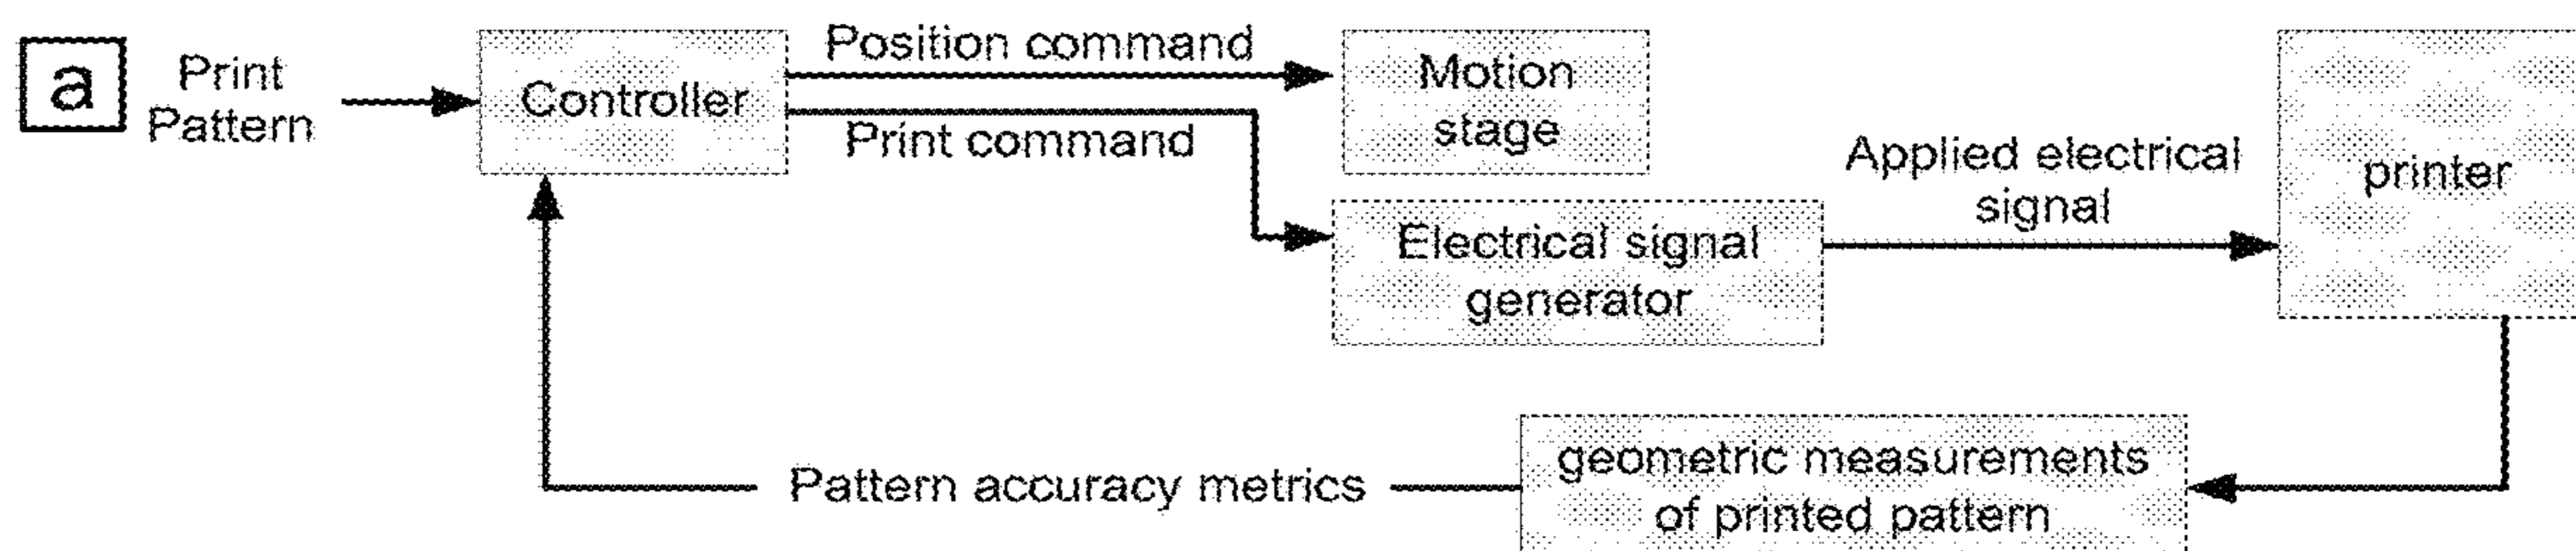 a
Print
Pattern
Controller
Position command
Print command
Motion
stage
Electrical signal
generator
Applied electrical
signal
printer
geometric measurements
of printed pattern
Pattern accuracy metrics